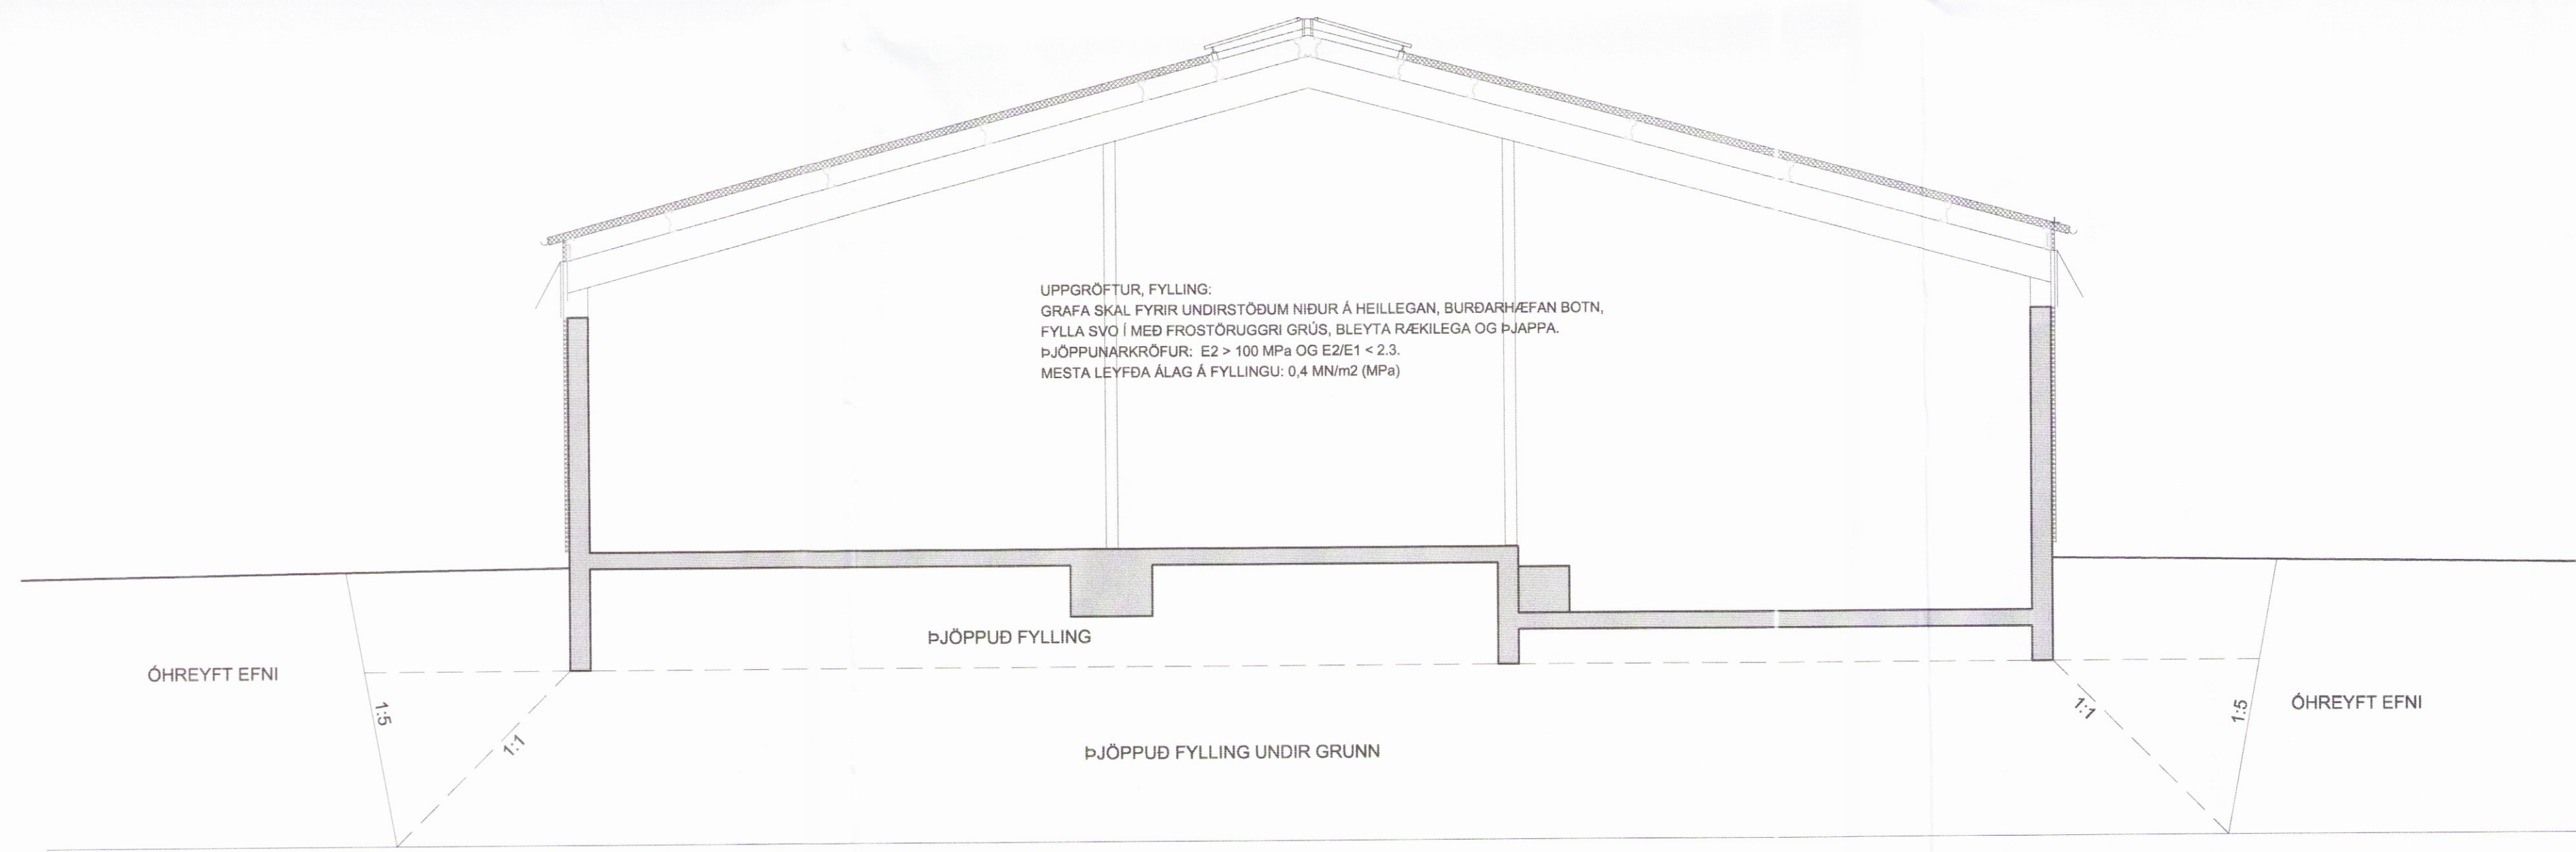 UPPGRÖFTUR, FYLLING:
GRAFA SKAL FYRIR UNDIRSTÖÐUM NIÐUR Á HEILLEGAN, BURÐARHÆFAN BOTN,
FYLLA SVO Í MEÐ FROSTÖRUGGRI GRÚS, BLEYTA RÆKILEGA OG ÞJAPPA.
ÞJÖPPUNARKRÖFUR: E2 > 100 MPa OG E2/E1 < 2.3.
MESTA LEYFÐA ÁLAG Á FYLLINGU: 0,4 MN/m2 (MPa)
ÞJÖPPUÐ FYLLING
ÓHREYFT EFNI
1:5
1:1
ÞJÖPPUÐ FYLLING UNDIR GRUNN
1:1
1:5
ÓHREYFT EFNI